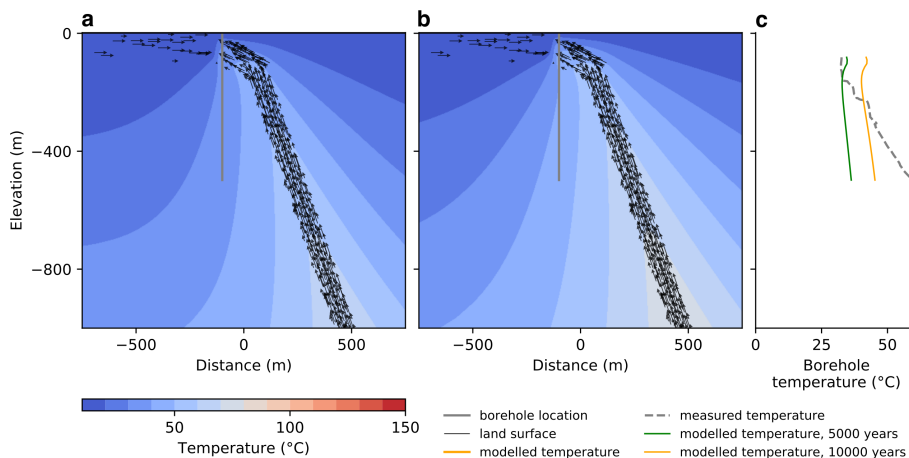 a
b
c
0
−400
−800
Elevation (m)
−500
0
500
Distance (m)
−500
0
500
Distance (m)
0
25
50
Borehole
temperature (°C)
50
100
150
Temperature (°C)
borehole location
land surface
modelled temperature
measured temperature
modelled temperature, 5000 years
modelled temperature, 10000 years